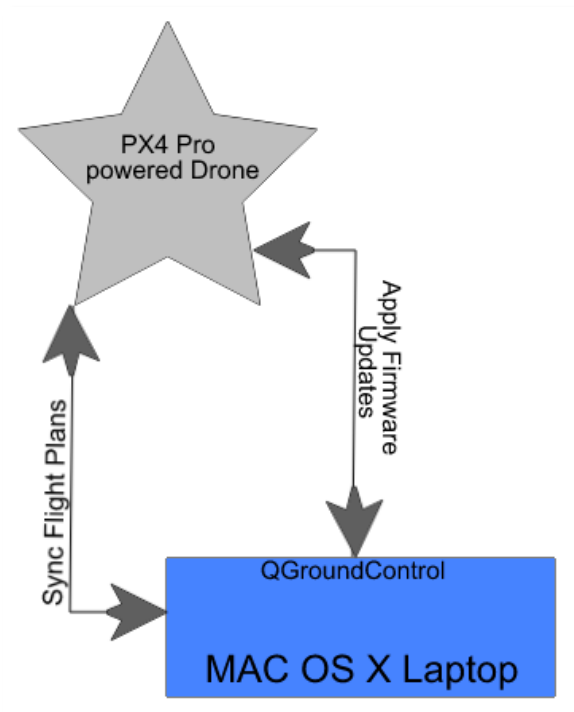 PX4 Pro
powered Drone
Apply Firmware
Updates
Sync Flight Plans
QGroundControl
MAC OS X Laptop